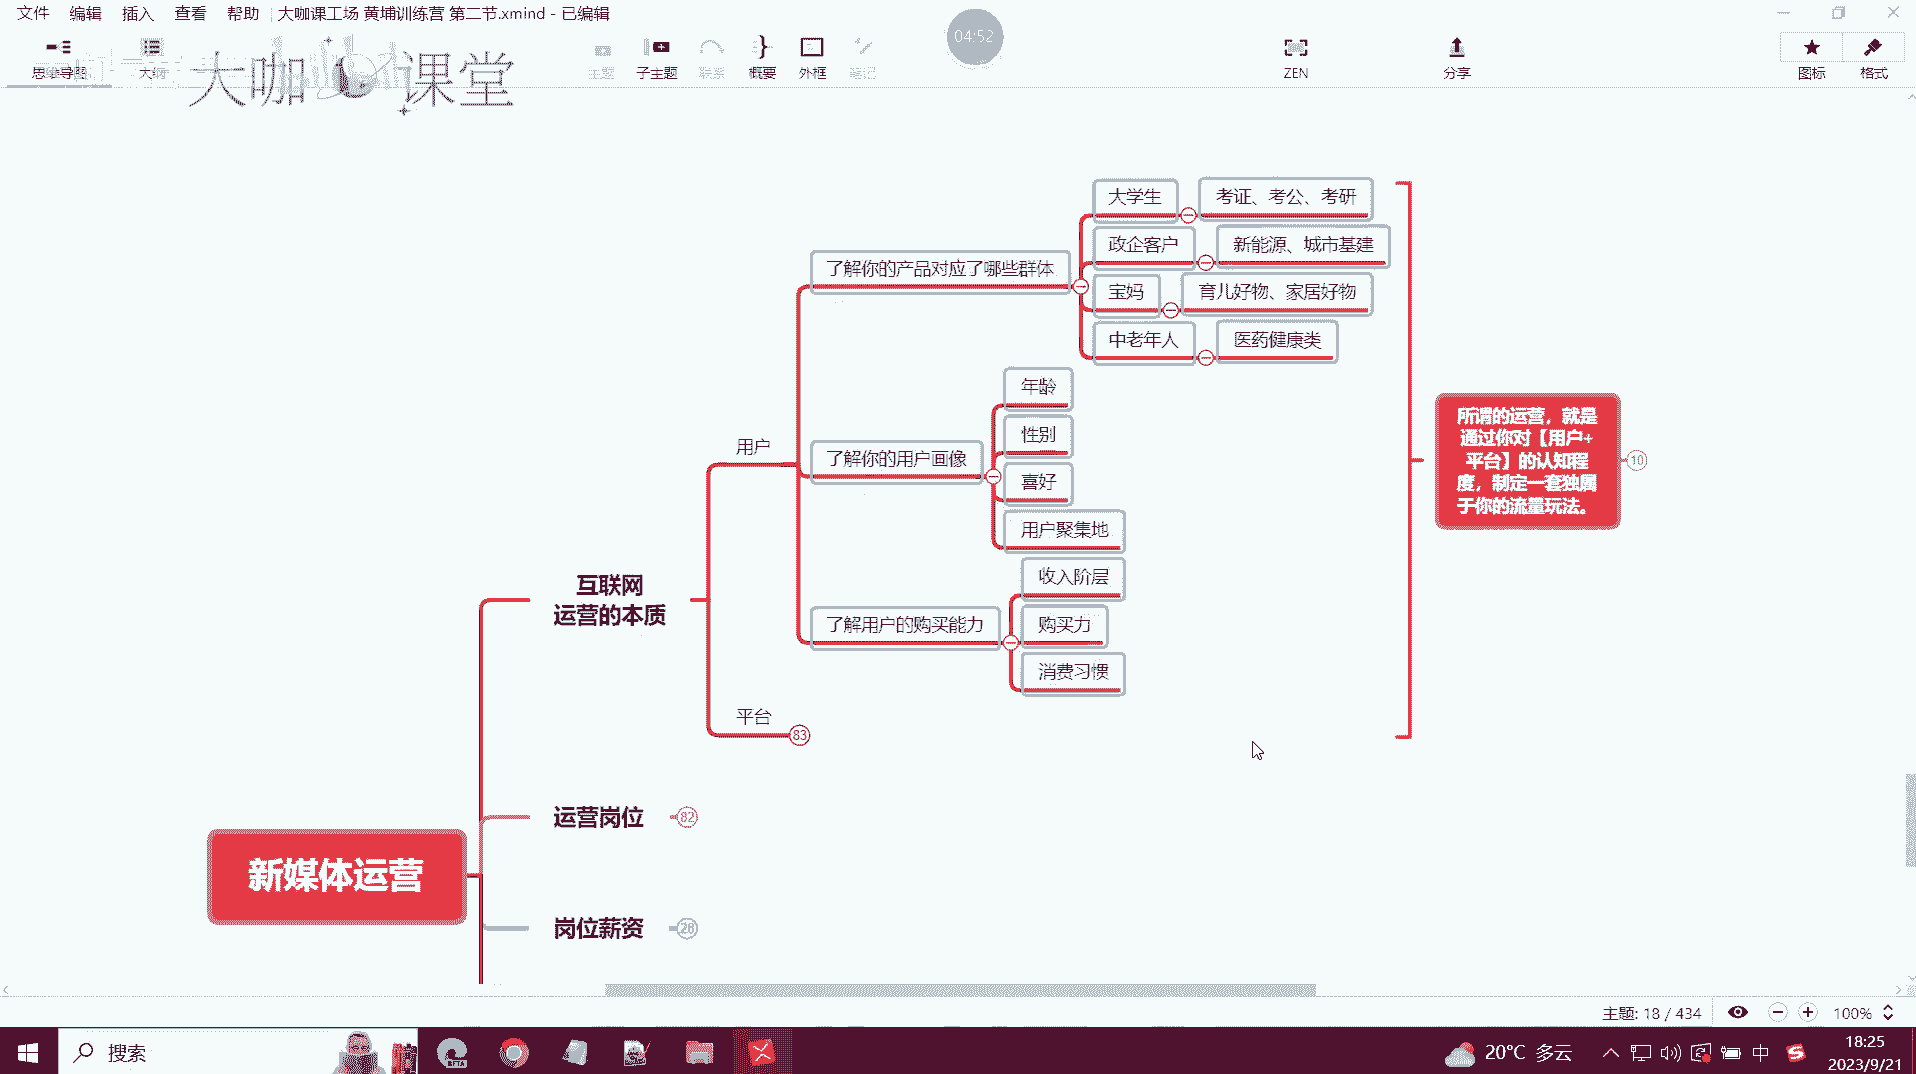 文件 编辑 插入 查看 帮助 大咖课工场 黄埔训练营 第二节.xmind - 已编辑
04:52
思维导图 大纲 主题 子主题 联系 概要 外框 笔记 ZEN 分享 图标 格式
大咖课堂
大学生 考证、考公、考研
政企客户 新能源、城市基建
了解你的产品对应了哪些群体
宝妈 育儿好物、家居好物
中老年人 医药健康类
年龄
性别
用户
了解你的用户画像
喜好
用户聚集地
所谓的运营，就是
通过你对【用户+
平台】的认知程
度，制定一套独属
于你的流量玩法。
10
收入阶层
互联网
运营的本质
了解用户的购买能力
购买力
消费习惯
平台
83
运营岗位 82
新媒体运营
岗位薪资 28
主题: 18 / 434 100%
搜索
20°C 多云
中
18:25
2023/9/21